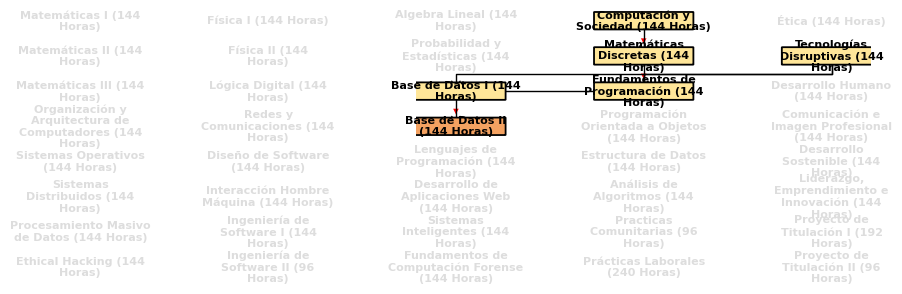 Matemáticas I (144
Horas)
Física I (144 Horas)
Algebra Lineal (144
Horas)
Computación y
Sociedad (144 Horas)
Ética (144 Horas)
Matemáticas II (144
Horas)
Física II (144
Horas)
Probabilidad y
Estadísticas (144
Horas)
Matemáticas
Discretas (144
Horas)
Tecnologías
Disruptivas (144
Horas)
Matemáticas III (144
Horas)
Lógica Digital (144
Horas)
Base de Datos I (144
Horas)
Fundamentos de
Programación (144
Horas)
Desarrollo Humano
(144 Horas)
Organización y
Arquitectura de
Computadores (144
Horas)
Redes y
Comunicaciones (144
Horas)
Base de Datos II
(144 Horas)
Programación
Orientada a Objetos
(144 Horas)
Comunicación e
Imagen Profesional
(144 Horas)
Sistemas Operativos
(144 Horas)
Diseño de Software
(144 Horas)
Lenguajes de
Programación (144
Horas)
Estructura de Datos
(144 Horas)
Desarrollo
Sostenible (144
Horas)
Sistemas
Distribuidos (144
Horas)
Interacción Hombre
Máquina (144 Horas)
Desarrollo de
Aplicaciones Web
(144 Horas)
Análisis de
Algoritmos (144
Horas)
Liderazgo,
Emprendimiento e
Innovación (144
Horas)
Procesamiento Masivo
de Datos (144 Horas)
Ingeniería de
Software I (144
Horas)
Sistemas
Inteligentes (144
Horas)
Practicas
Comunitarias (96
Horas)
Proyecto de
Titulación I (192
Horas)
Ethical Hacking (144
Horas)
Ingeniería de
Software II (96
Horas)
Fundamentos de
Computación Forense
(144 Horas)
Prácticas Laborales
(240 Horas)
Proyecto de
Titulación II (96
Horas)